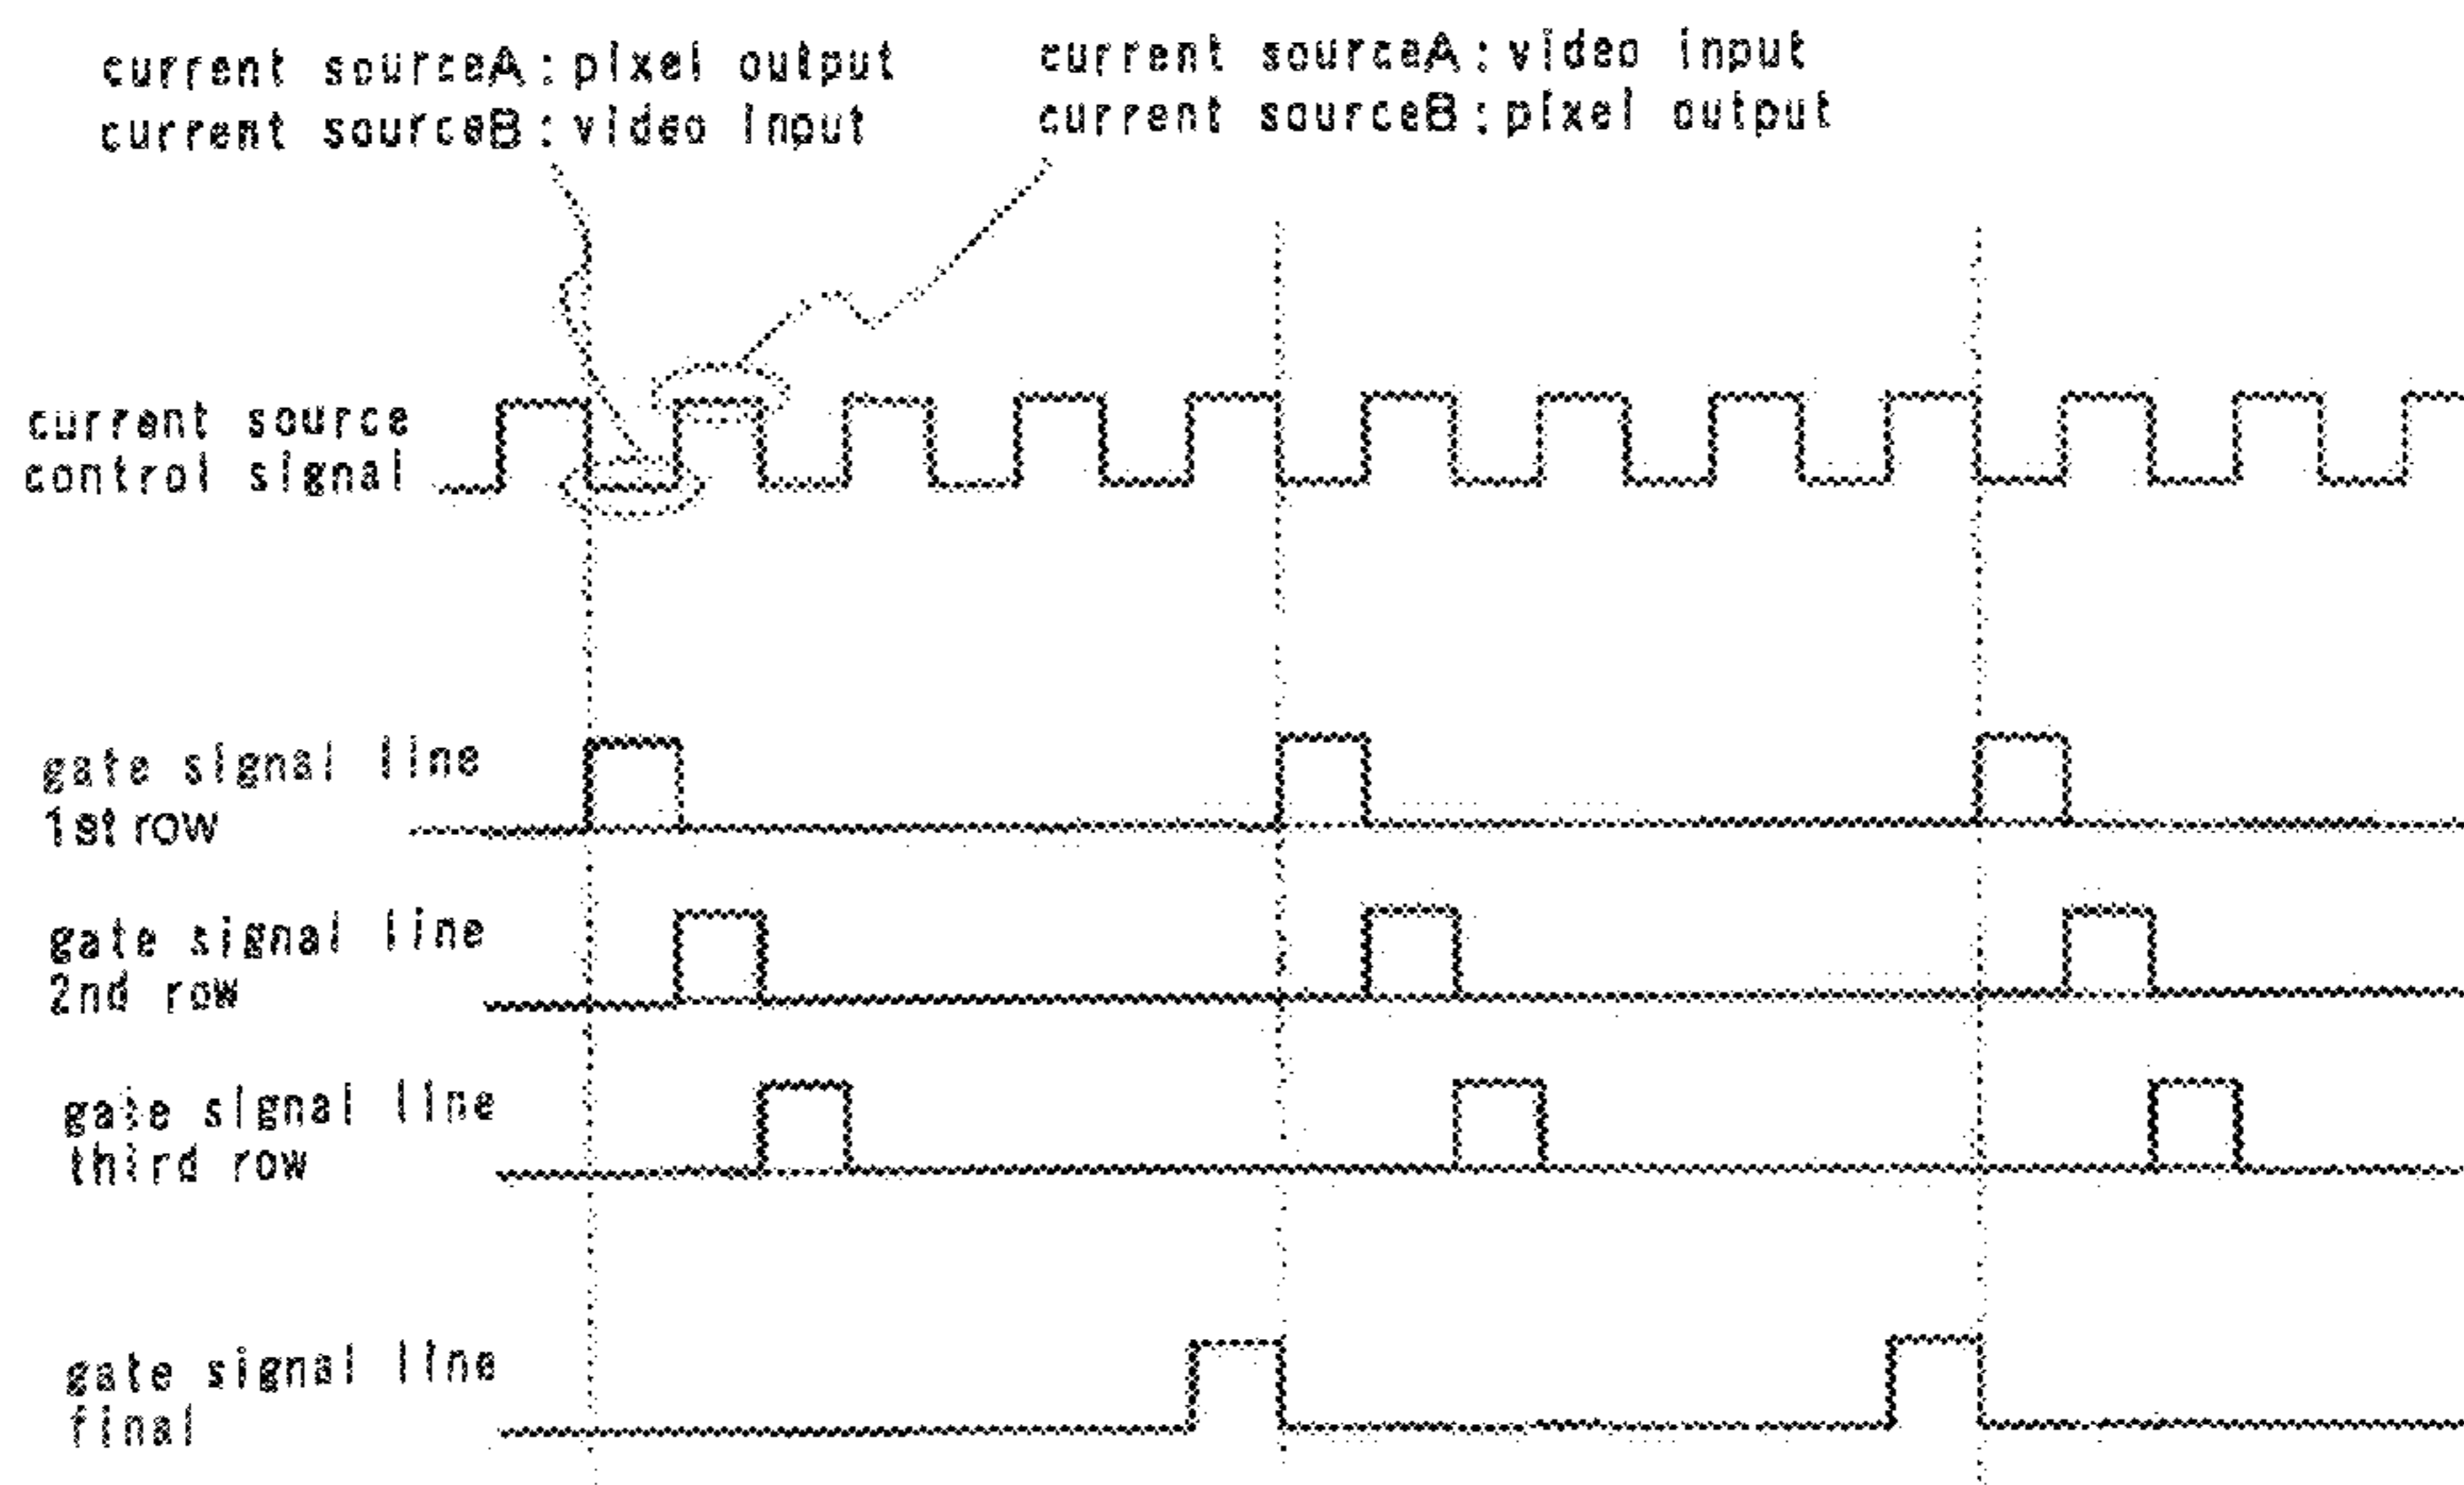 current sourceA:pixel output
current sourceB:video input
current sourceA:video input
current sourceB:pixel output
current source
control signal
gate signal line
1st row
gate signal line
2nd row
gate signal line
third row
gate signal line
final